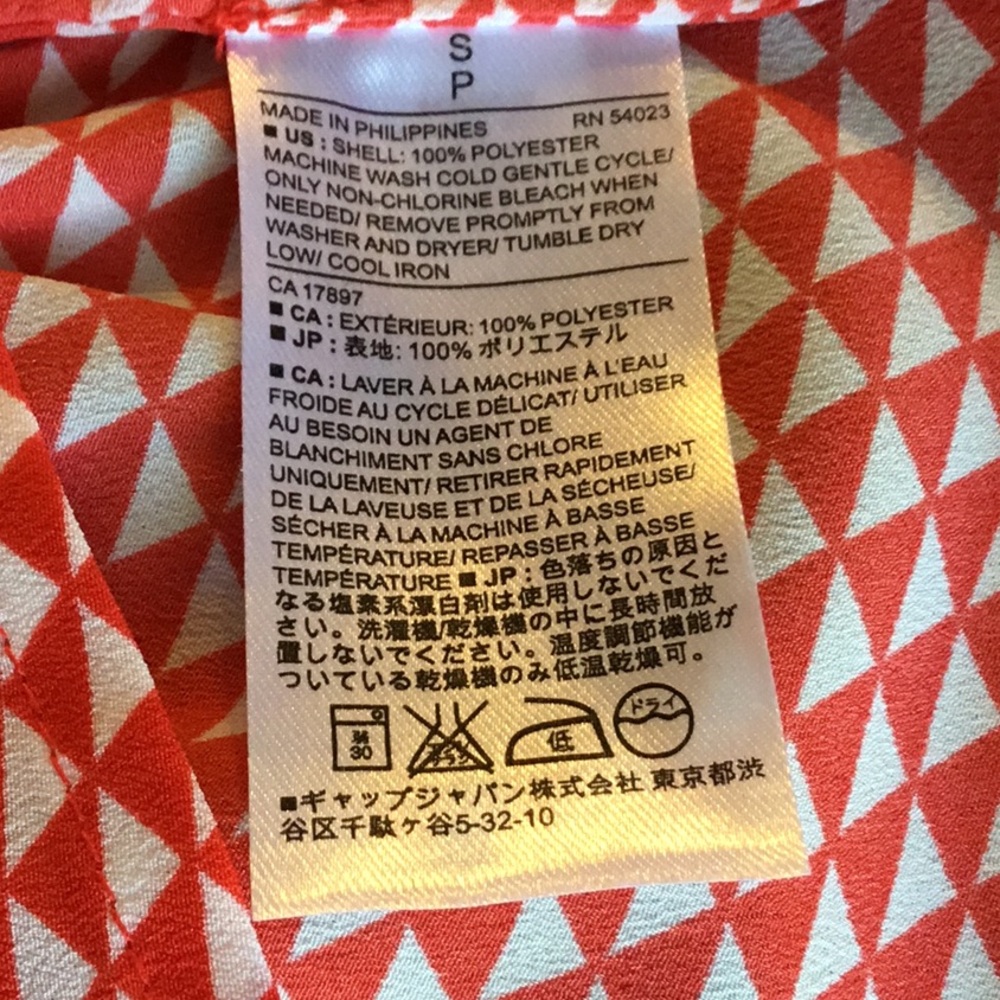 S
P
MADE IN PHILIPPINES RN 54023
■ US : SHELL: 100% POLYESTER
MACHINE WASH COLD GENTLE CYCLE/
ONLY NON-CHLORINE BLEACH WHEN
NEEDED/ REMOVE PROMPTLY FROM
WASHER AND DRYER/ TUMBLE DRY
LOW/ COOL IRON
CA 17897
■ CA : EXTÉRIEUR: 100% POLYESTER
■ JP : 表地: 100% ポリエステル
■ CA : LAVER À LA MACHINE À L'EAU
FROIDE AU CYCLE DÉLICAT/ UTILISER
AU BESOIN UN AGENT DE
BLANCHIMENT SANS CHLORE
UNIQUEMENT/ RETIRER RAPIDEMENT
DE LA LAVEUSE ET DE LA SÉCHEUSE/
SÉCHER À LA MACHINE À BASSE
TEMPÉRATURE/ REPASSER À BASSE
TEMPÉRATURE ■ JP : 色落ちの原因と
なる塩素系漂白剤は使用しないでくだ
さい。洗濯機/乾燥機の中に長時間放
置しないでください。温度調節機能が
ついている乾燥機のみ低温乾燥可。
弱 低 ドライ
30
■ギャップジャパン株式会社 東京都渋
谷区千駄ケ谷5-32-10